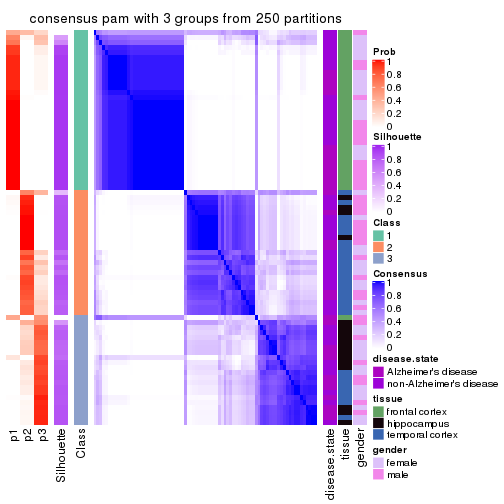 consensus pam with 3 groups from 250 partitions
Prob
1
0.8
0.6
0.4
0.2
0
Silhouette
1
0.8
0.6
0.4
0.2
0
Class
1
2
3
Consensus
1
0.8
0.6
0.4
0.2
0
disease.state
Alzheimer's disease
non-Alzheimer's disease
tissue
frontal cortex
hippocampus
temporal cortex
gender
female
male
p1
p2
p3
Silhouette
Class
disease.state
tissue
gender